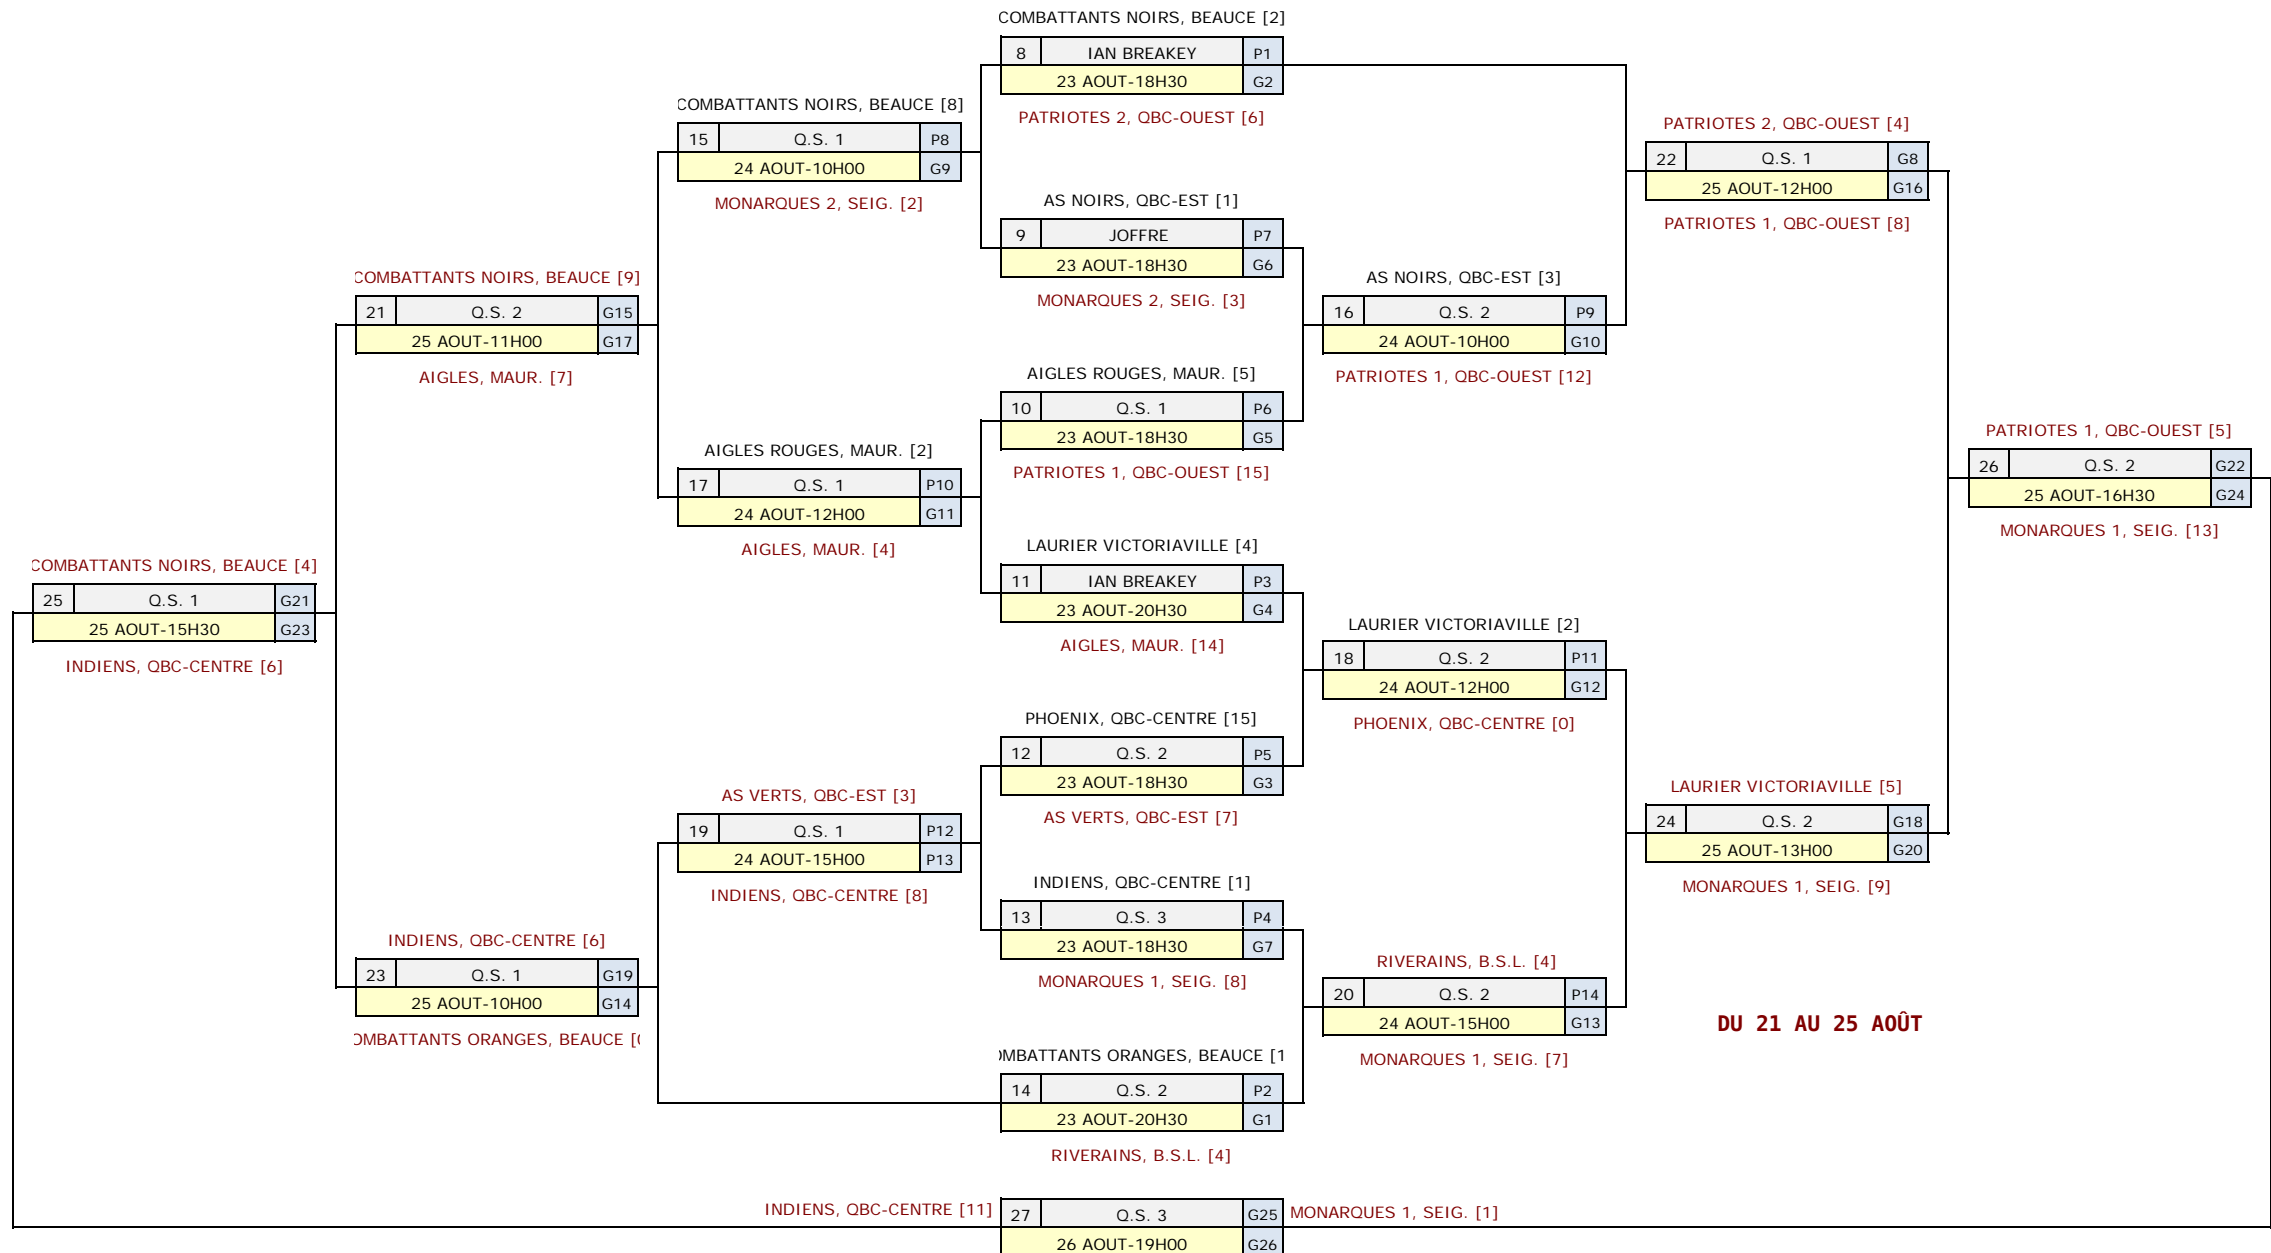 COMBATTANTS NOIRS, BEAUCE [2]
8 IAN BREAKEY P1
23 AOUT-18H30 G2
PATRIOTES 2, QBC-OUEST [6]
COMBATTANTS NOIRS, BEAUCE [8]
15 Q.S. 1 P8
24 AOUT-10H00 G9
MONARQUES 2, SEIG. [2]
PATRIOTES 2, QBC-OUEST [4]
22 Q.S. 1 G8
25 AOUT-12H00 G16
PATRIOTES 1, QBC-OUEST [8]
AS NOIRS, QBC-EST [1]
9 JOFFRE P7
23 AOUT-18H30 G6
MONARQUES 2, SEIG. [3]
COMBATTANTS NOIRS, BEAUCE [9]
21 Q.S. 2 G15
25 AOUT-11H00 G17
AIGLES, MAUR. [7]
AS NOIRS, QBC-EST [3]
16 Q.S. 2 P9
24 AOUT-10H00 G10
PATRIOTES 1, QBC-OUEST [12]
AIGLES ROUGES, MAUR. [5]
10 Q.S. 1 P6
23 AOUT-18H30 G5
PATRIOTES 1, QBC-OUEST [15]
AIGLES ROUGES, MAUR. [2]
17 Q.S. 1 P10
24 AOUT-12H00 G11
AIGLES, MAUR. [4]
PATRIOTES 1, QBC-OUEST [5]
26 Q.S. 2 G22
25 AOUT-16H30 G24
MONARQUES 1, SEIG. [13]
LAURIER VICTORIAVILLE [4]
11 IAN BREAKEY P3
23 AOUT-20H30 G4
AIGLES, MAUR. [14]
COMBATTANTS NOIRS, BEAUCE [4]
25 Q.S. 1 G21
25 AOUT-15H30 G23
INDIENS, QBC-CENTRE [6]
LAURIER VICTORIAVILLE [2]
18 Q.S. 2 P11
24 AOUT-12H00 G12
PHOENIX, QBC-CENTRE [0]
PHOENIX, QBC-CENTRE [15]
12 Q.S. 2 P5
23 AOUT-18H30 G3
AS VERTS, QBC-EST [7]
AS VERTS, QBC-EST [3]
19 Q.S. 1 P12
24 AOUT-15H00 P13
INDIENS, QBC-CENTRE [8]
LAURIER VICTORIAVILLE [5]
24 Q.S. 2 G18
25 AOUT-13H00 G20
MONARQUES 1, SEIG. [9]
INDIENS, QBC-CENTRE [1]
13 Q.S. 3 P4
23 AOUT-18H30 G7
MONARQUES 1, SEIG. [8]
INDIENS, QBC-CENTRE [6]
23 Q.S. 1 G19
25 AOUT-10H00 G14
ORANGES, BEAUCE
RIVERAINS, B.S.L. [4]
20 Q.S. 2 P14
24 AOUT-15H00 G13
MONARQUES 1, SEIG. [7]
DU 21 AU 25 AOÛT
ORANGES, BEAUCE [1
14 Q.S. 2 P2
23 AOUT-20H30 G1
RIVERAINS, B.S.L. [4]
INDIENS, QBC-CENTRE [11] 27 Q.S. 3 G25 MONARQUES 1, SEIG. [1]
26 AOUT-19H00 G26